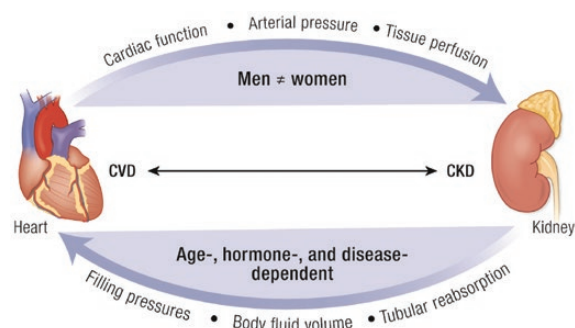 Cardiac function • Arterial pressure • Tissue perfusion
Men ≠ women
CVD
CKD
Heart
Kidney
Age-, hormone-, and disease-
dependent
Filling pressures • Body fluid volume • Tubular reabsorption